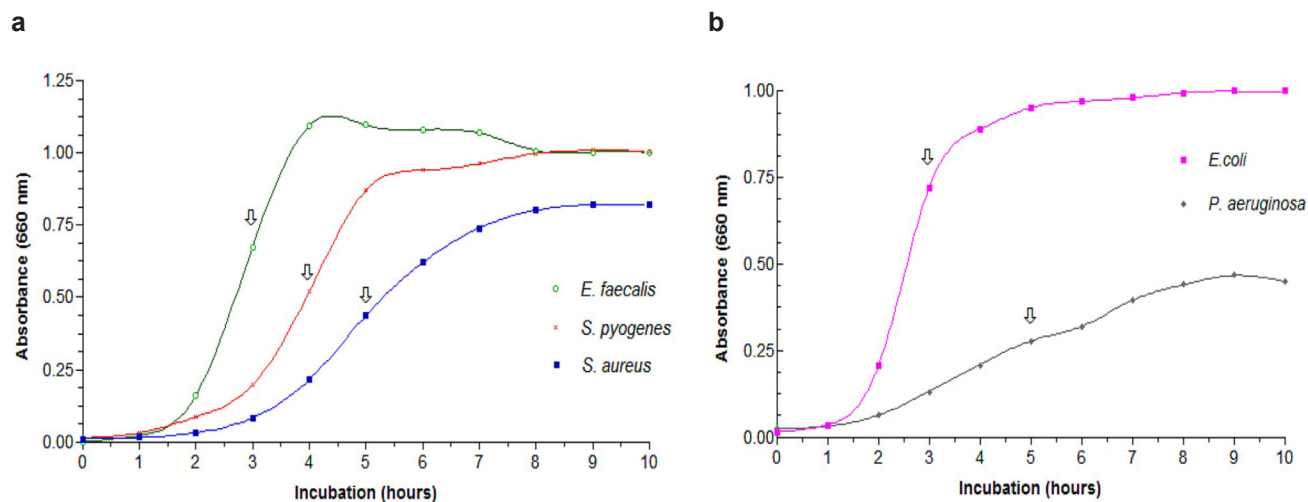 a
Absorbance (660 nm)
1.25
1.00
0.75
0.50
0.25
0.00
0 1 2 3 4 5 6 7 8 9 10
Incubation (hours)
E. faecalis
S. pyogenes
S. aureus
b
Absorbance (660 nm)
1.00
0.75
0.50
0.25
0.00
0 1 2 3 4 5 6 7 8 9 10
Incubation (hours)
E.coli
P. aeruginosa